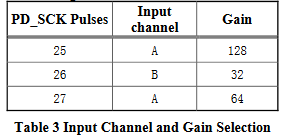 PD_SCK Pulses Input channel Gain
25 A 128
26 B 32
27 A 64
Table 3 Input Channel and Gain Selection